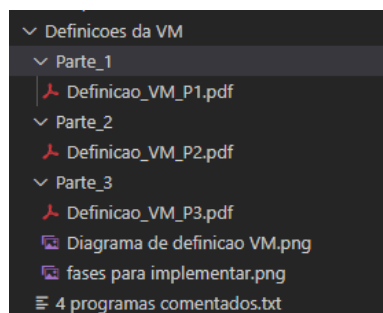 Definicoes da VM
Parte_1
Definicao_VM_P1.pdf
Parte_2
Definicao_VM_P2.pdf
Parte_3
Definicao_VM_P3.pdf
Diagrama de definicao VM.png
fases para implementar.png
4 programas comentados.txt